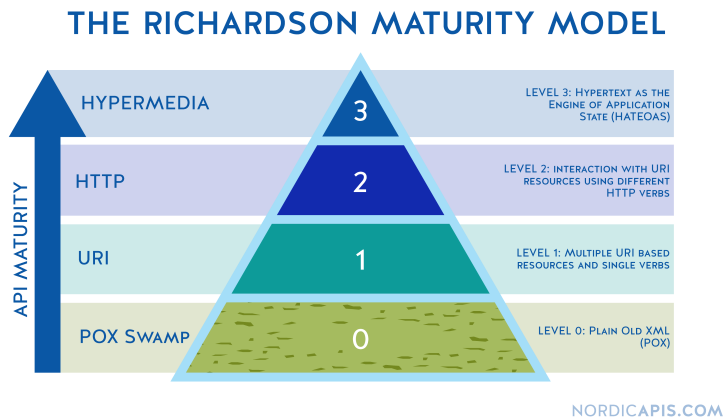 THE RICHARDSON MATURITY MODEL
API MATURITY
HYPERMEDIA
3
LEVEL 3: HYPERTEXT AS THE
ENGINE OF APPLICATION
STATE (HATEOAS)
HTTP
2
LEVEL 2: INTERACTION WITH URI
RESOURCES USING DIFFERENT
HTTP VERBS
URI
1
LEVEL 1: MULTIPLE URI BASED
RESOURCES AND SINGLE VERBS
POX SWAMP
0
LEVEL 0: PLAIN OLD XML
(POX)
NORDICAPIS.COM